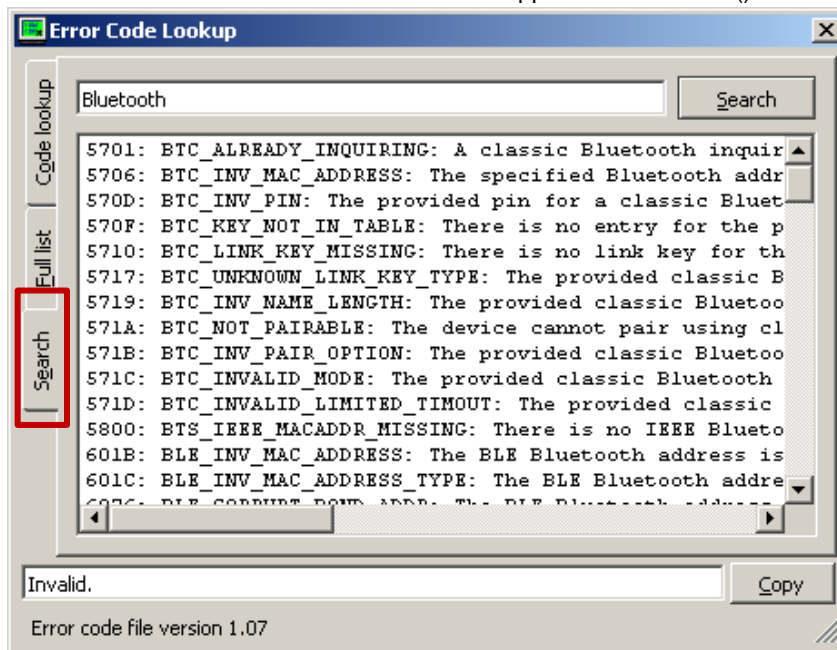 Error Code Lookup
Code lookup
Full list
Search
Bluetooth
Search
5701: BTC_ALREADY_INQUIRING: A classic Bluetooth inquir
5706: BTC_INV_MAC_ADDRESS: The specified Bluetooth addr
570D: BTC_INV_PIN: The provided pin for a classic Bluet
570F: BTC_KEY_NOT_IN_TABLE: There is no entry for the p
5710: BTC_LINK_KEY_MISSING: There is no link key for th
5717: BTC_UNKNOWN_LINK_KEY_TYPE: The provided classic B
5719: BTC_INV_NAME_LENGTH: The provided classic Bluetoo
571A: BTC_NOT_PAIRABLE: The device cannot pair using cl
571B: BTC_INV_PAIR_OPTION: The provided classic Bluetoo
571C: BTC_INVALID_MODE: The provided classic Bluetooth
571D: BTC_INVALID_LIMITED_TIMOUT: The provided classic
5800: BTS_IEEE_MACADDR_MISSING: There is no IEEE Blueto
601B: BLE_INV_MAC_ADDRESS: The BLE Bluetooth address is
601C: BLE_INV_MAC_ADDRESS_TYPE: The BLE Bluetooth addre
Invalid.
Copy
Error code file version 1.07